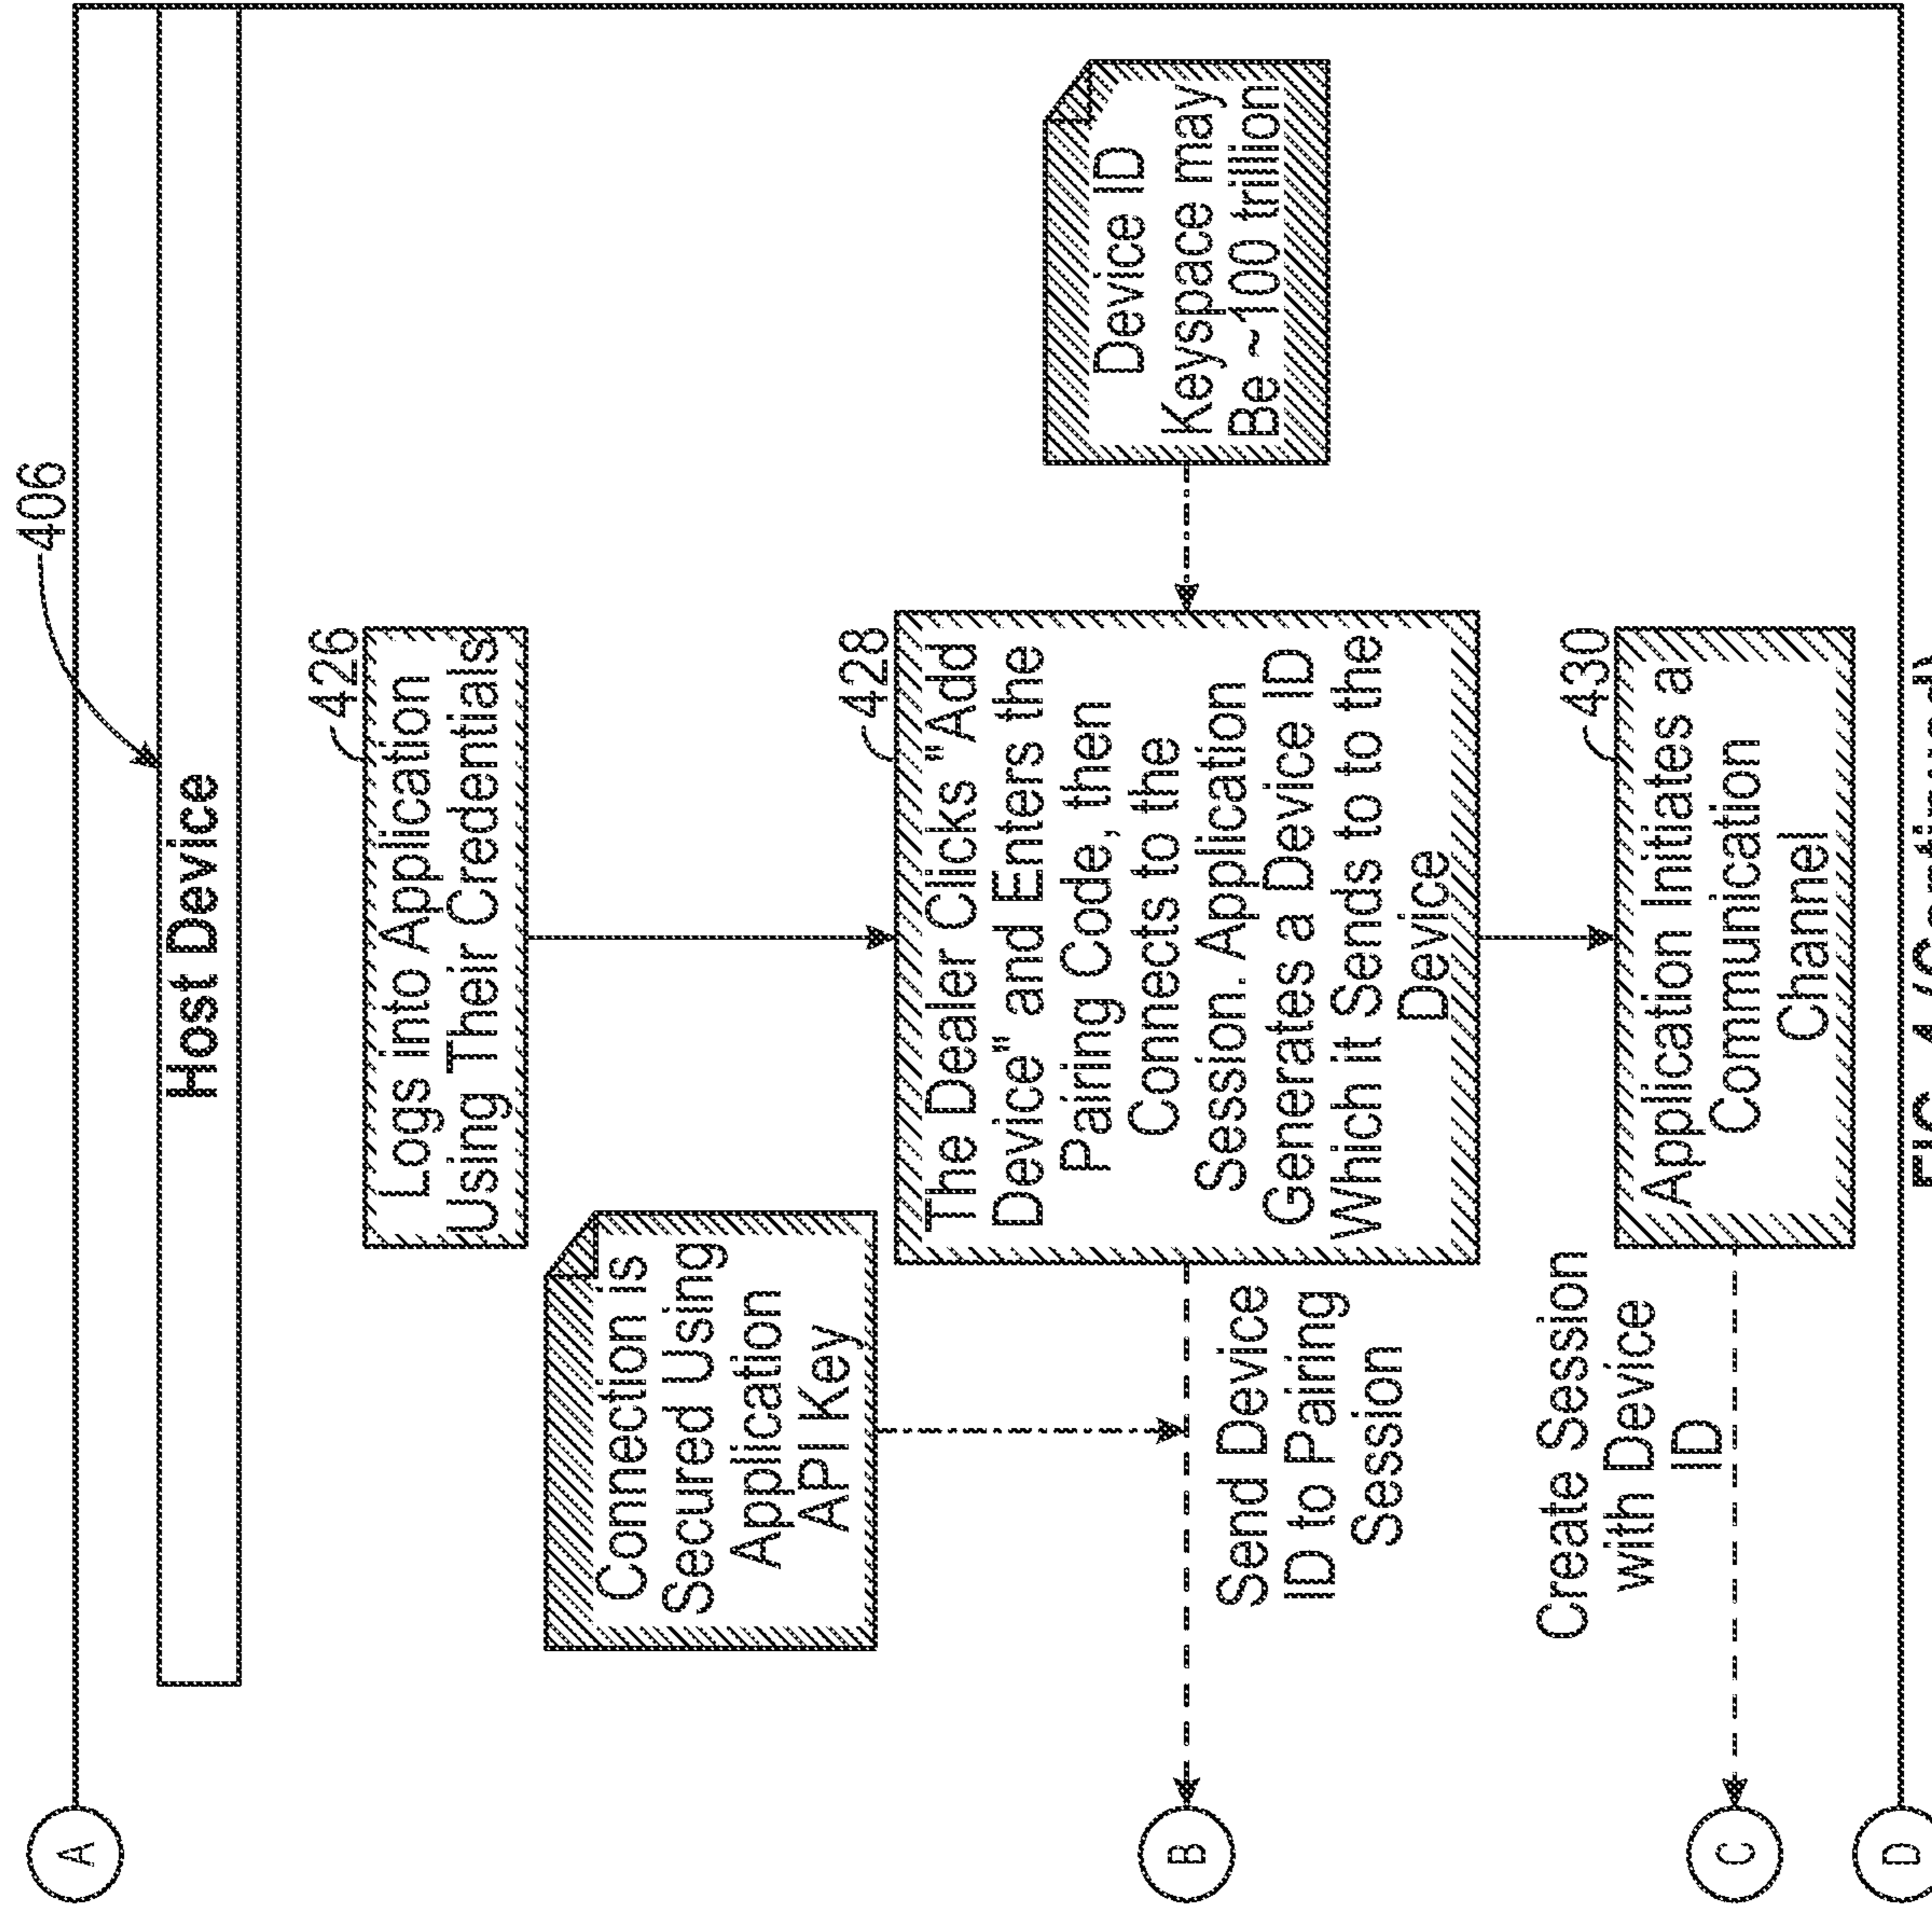 406
Host Device
426
Logs into Application
Using Their Credentials
Connection is
Secured Using
Application
API Key
428
The Dealer Clicks "Add
Device" and Enters the
Pairing Code, then
Connects to the
Session. Application
Generates a Device ID
Which it Sends to the
Device
Device ID
Keyspace may
Be ~100 trillion
Send Device
ID to Pairing
Session
430
Application Initiates a
Communication
Channel
Create Session
with Device
ID
A
B
C
D
FIG. 4 (Continued)